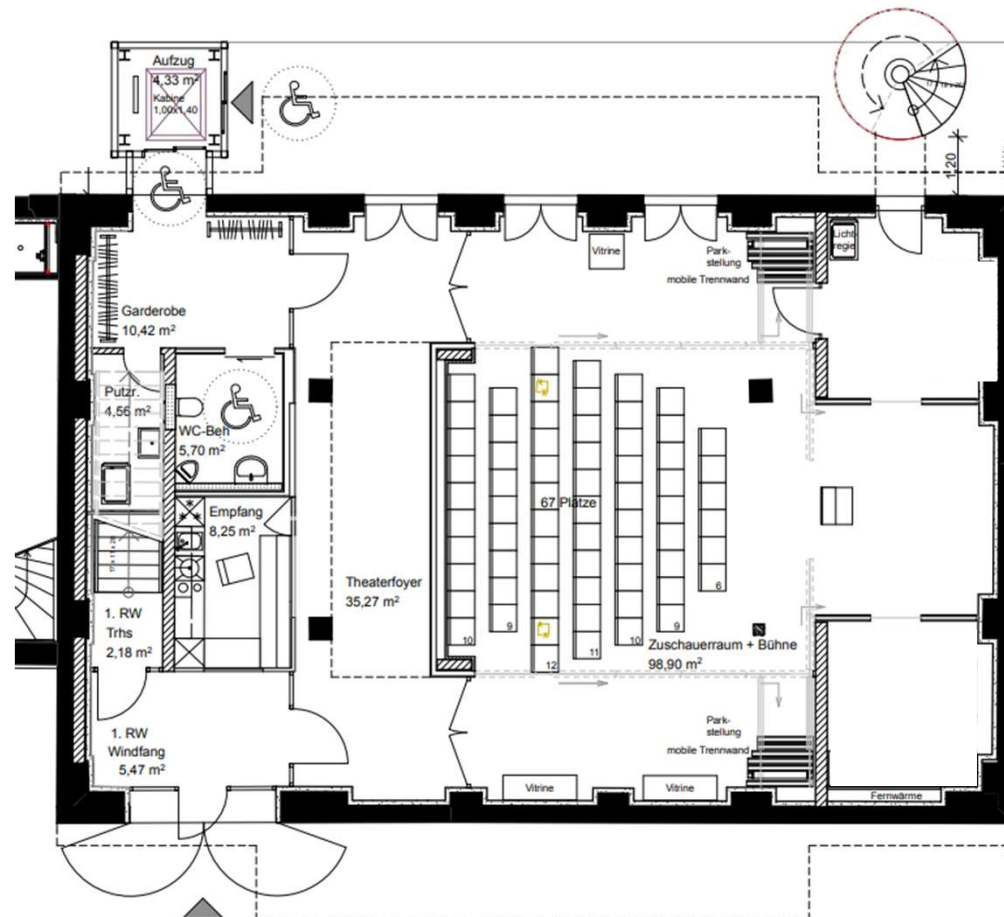 Aufzug
4,33 m²
Kabine
1,00x1,40
1,20
Licht
regie
Vitrine
Park-
stellung
mobile Trennwand
Garderobe
10,42 m²
Putzr.
4,56 m²
WC-Beh
5,70 m²
67 Plätze
Empfang
8,25 m²
Theaterfoyer
35,27 m²
6
1. RW
Trhs
2,18 m²
10
9
12
11
10
9
Zuschauerraum + Bühne
98,90 m²
1. RW
Windfang
5,47 m²
Park-
stellung
mobile Trennwand
Vitrine
Vitrine
Fernwärme